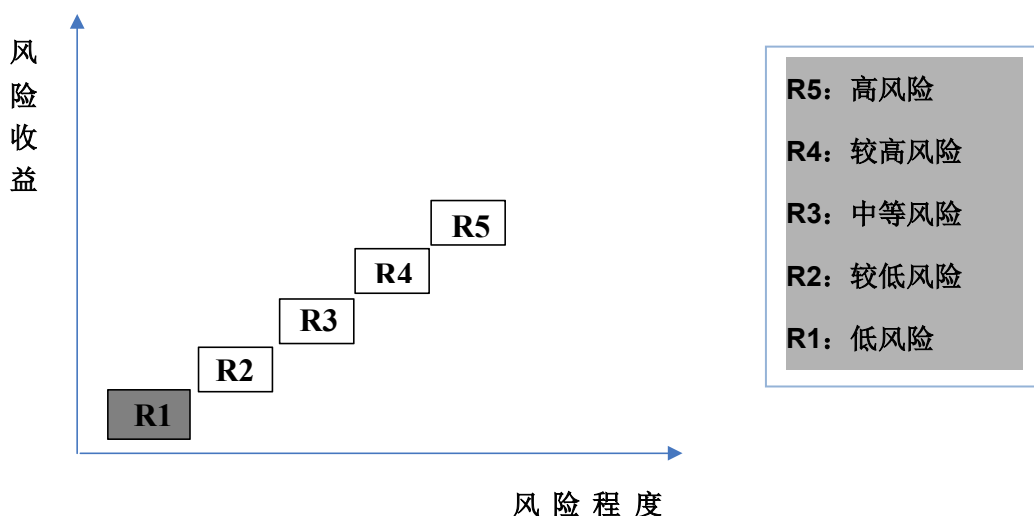 风险收益
R5
R4
R3
R2
R1
风险程度
R5：高风险
R4：较高风险
R3：中等风险
R2：较低风险
R1：低风险